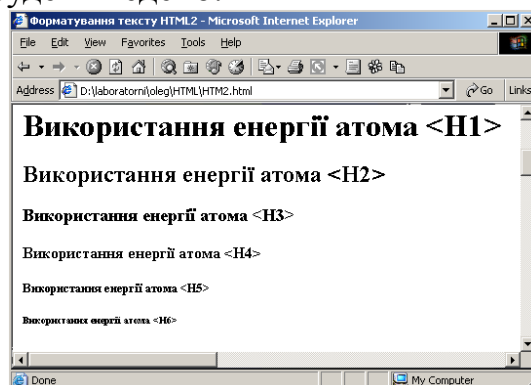 Форматування тексту HTML2 - Microsoft Internet Explorer
File Edit View Favorites Tools Help
Address D:\laboratorni\oleg\HTML\HTM2.html Go Links
Використання енергії атома <H1>
Використання енергії атома <H2>
Використання енергії атома <H3>
Використання енергії атома <H4>
Використання енергії атома <H5>
Використання енергії атома <H6>
Done My Computer